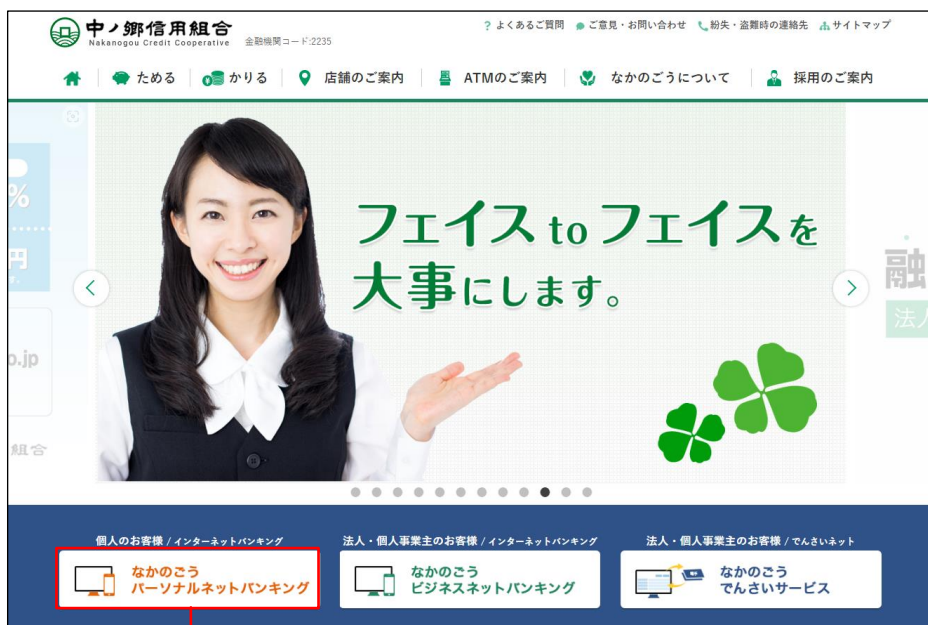 中ノ郷信用組合
Nakanogou Credit Cooperative
金融機関コード:2235
? よくあるご質問 ご意見・お問い合わせ 紛失・盗難時の連絡先 サイトマップ
ためる かりる 店舗のご案内 ATMのご案内 なかのごうについて 採用のご案内
%
円
o.jp
組合
フェイス to フェイスを
大事にします。
融
法人
個人のお客様 / インターネットバンキング
なかのごう
パーソナルネットバンキング
法人・個人事業主のお客様 / インターネットバンキング
なかのごう
ビジネスネットバンキング
法人・個人事業主のお客様 / でんさいネット
なかのごう
でんさいサービス